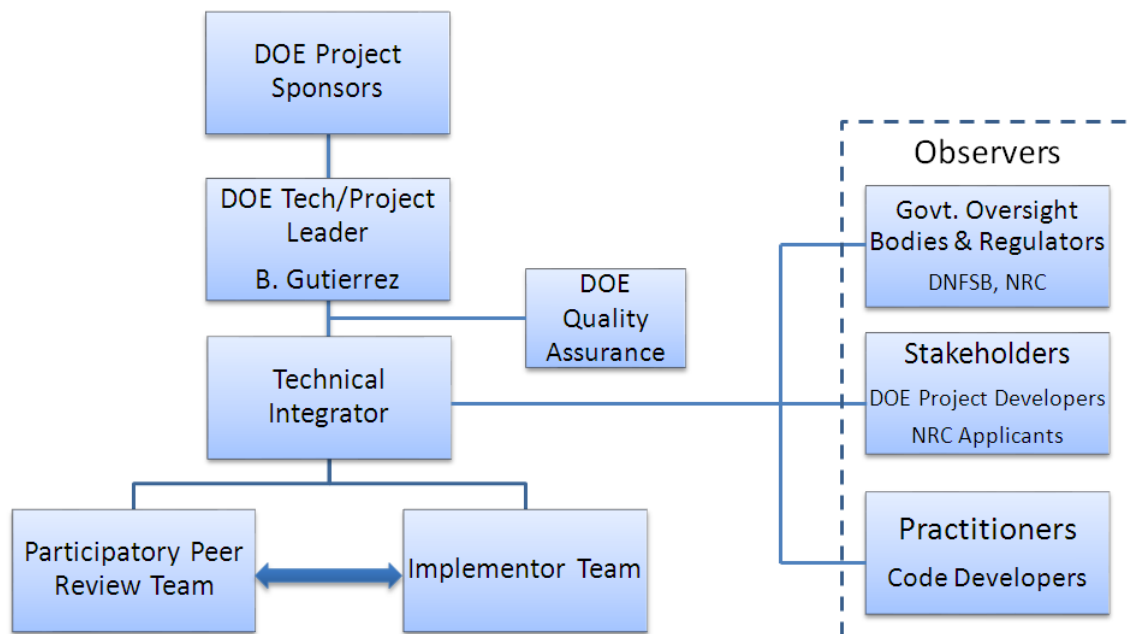 DOE Project
Sponsors
DOE Tech/Project
Leader
B. Gutierrez
DOE
Quality
Assurance
Technical
Integrator
Participatory Peer
Review Team
Implementor Team
Observers
Govt. Oversight
Bodies & Regulators
DNFSB, NRC
Stakeholders
DOE Project Developers
NRC Applicants
Practitioners
Code Developers